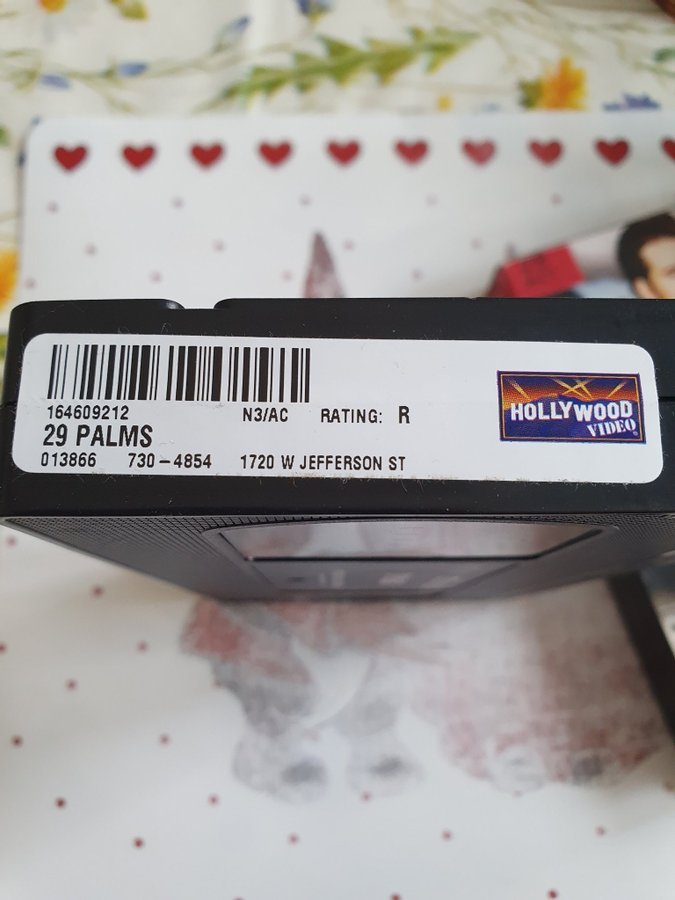 164609212 N3/AC RATING: R
29 PALMS
013866 730-4854 1720 W JEFFERSON ST
HOLLYWOOD
VIDEO